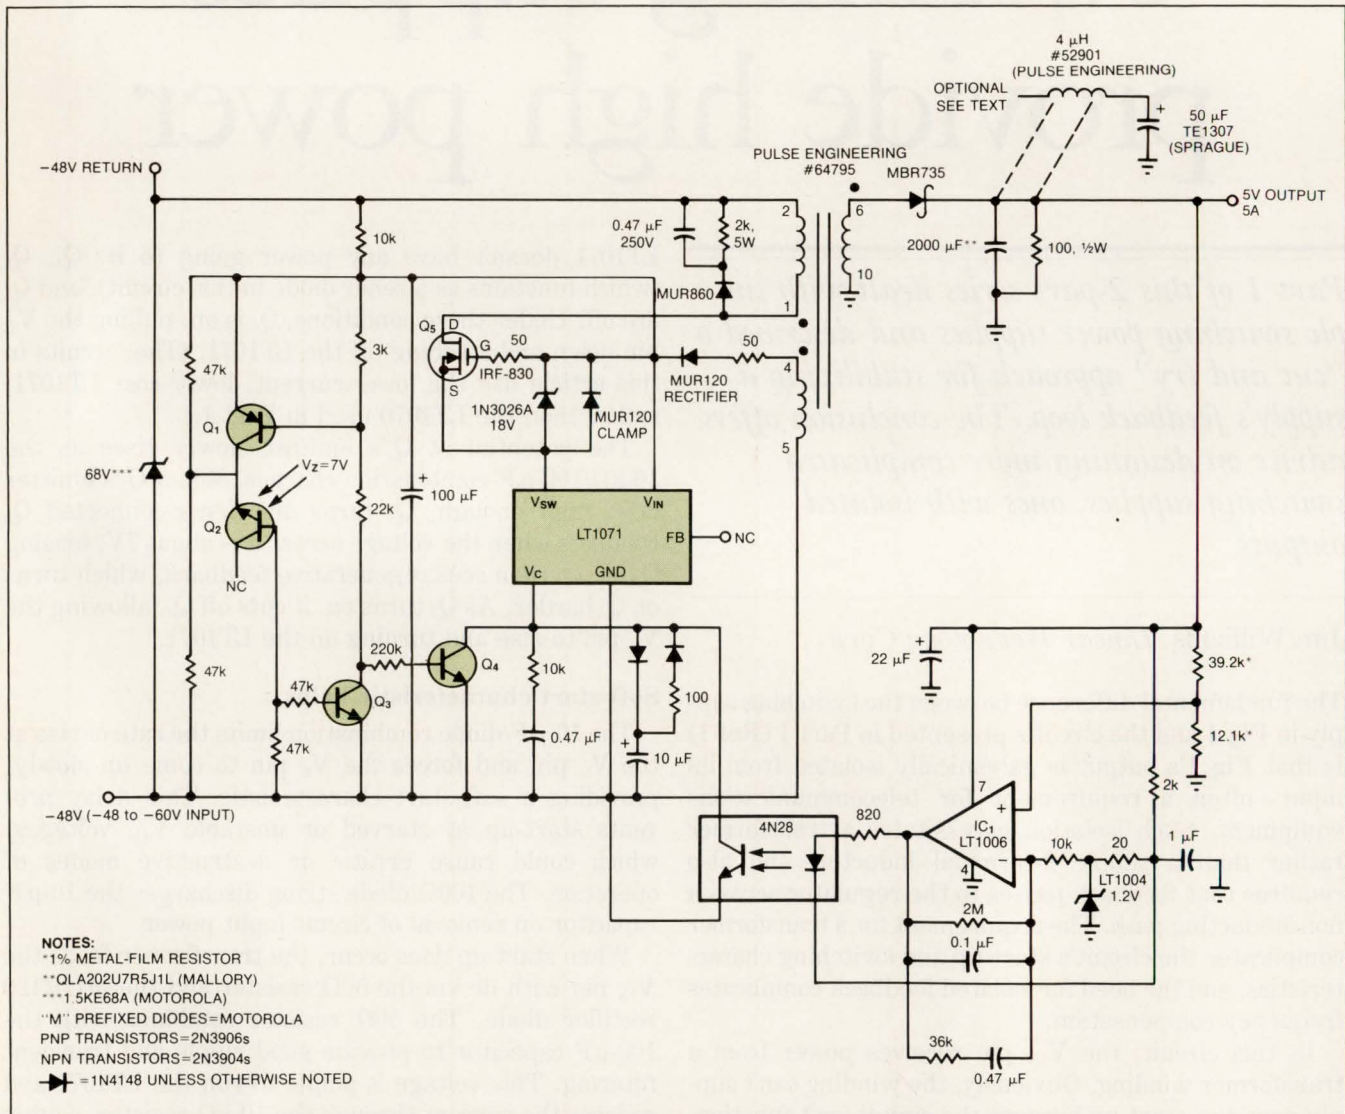 4 µH
#52901
(PULSE ENGINEERING)
OPTIONAL
SEE TEXT
+
50 µF
TE1307
(SPRAGUE)
−48V RETURN
PULSE ENGINEERING
#64795
MBR735
5V OUTPUT
5A
2
6
0.47 µF
250V
2k,
5W
10k
2000 µF**
100, ½W
10
MUR860
1
Q5
D
G
S
50
IRF-830
3k
47k
50
4
MUR120
RECTIFIER
1N3026A
18V
MUR120
CLAMP
5
Q1
68V***
VZ=7V
100 µF
22k
Q2
NC
VSW
VIN
LT1071
FB
NC
VC
GND
220k
Q4
10k
22 µF
+
39.2k*
47k
47k
Q3
100
12.1k*
47k
0.47 µF
+
10 µF
2k
−48V (−48 to −60V INPUT)
4N28
820
7
IC1
LT1006
4
10k
20
1 µF
LT1004
1.2V
2M
0.1 µF
36k
0.47 µF
NOTES:
*1% METAL-FILM RESISTOR
**QLA202U7R5J1L (MALLORY)
***1.5KE68A (MOTOROLA)
"M" PREFIXED DIODES=MOTOROLA
PNP TRANSISTORS=2N3906s
NPN TRANSISTORS=2N3904s
=1N4148 UNLESS OTHERWISE NOTED